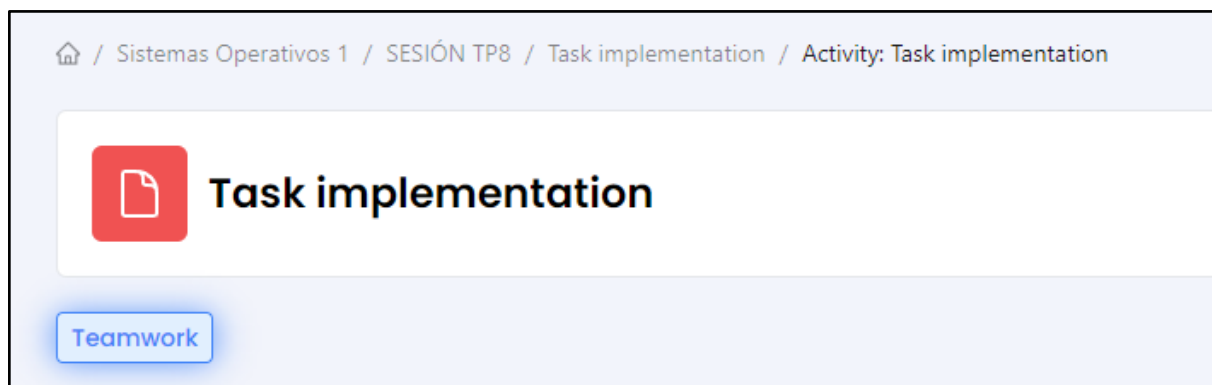 / Sistemas Operativos 1 / SESIÓN TP8 / Task implementation / Activity: Task implementation
Task implementation
Teamwork